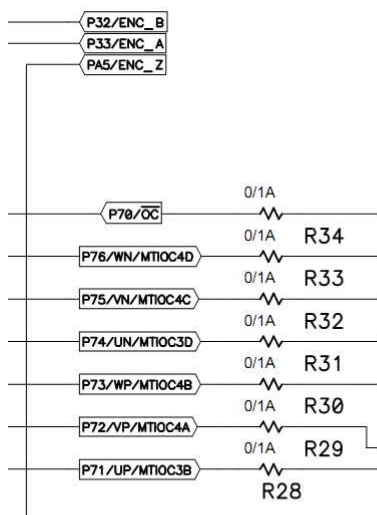 P32/ENC_B
P33/ENC_A
PA5/ENC_Z
0/1A
P70/OC
0/1A R34
P76/WN/MTIOC4D
0/1A R33
P75/VN/MTIOC4C
0/1A R32
P74/UN/MTIOC3D
0/1A R31
P73/WP/MTIOC4B
0/1A R30
P72/VP/MTIOC4A
0/1A R29
P71/UP/MTIOC3B
R28